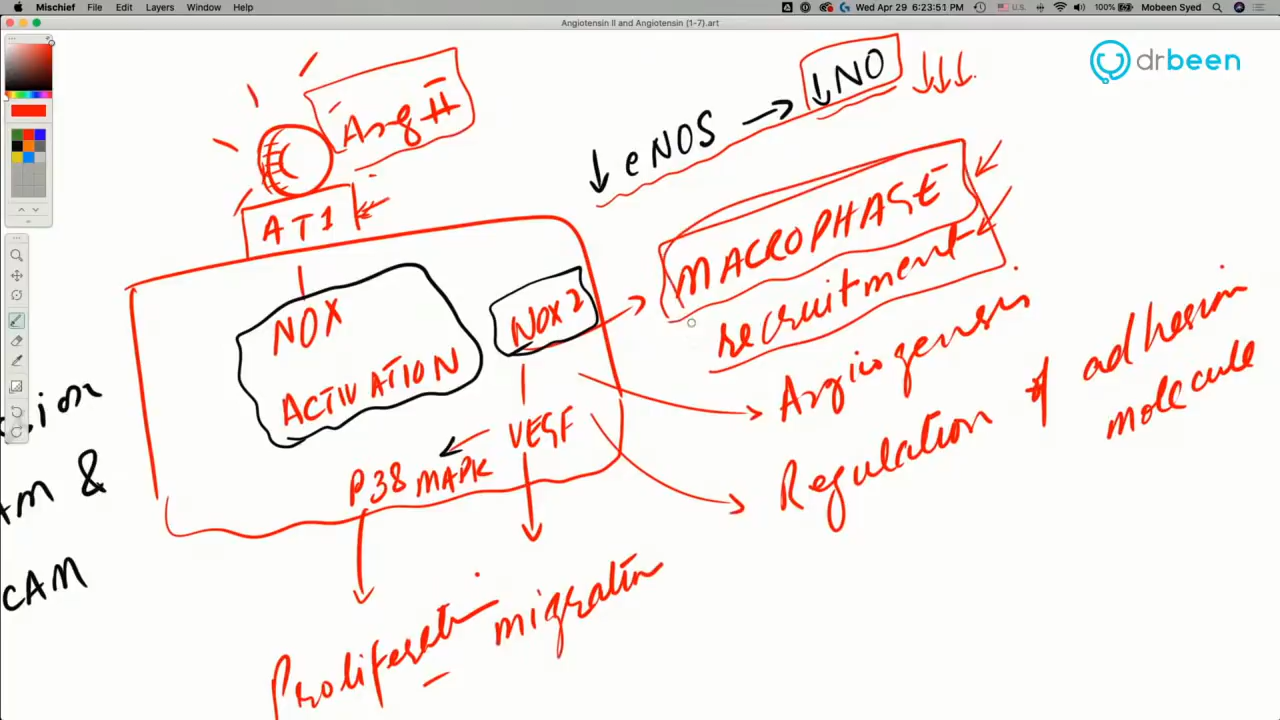 Mischief File Edit Layers Window Help
Wed Apr 29 6:23:51 PM U.S. 100% Mobeen Syed
Angiotensin II and Angiotensin (1-7).art
drbeen
Ang II
↓ eNOS → ↓NO ↓↓↓
AT1
MACROPHASE
recruitment
NOX
ACTIVATION
NOX 2
Angiogenesis
VEGF
P38 MAPK
Regulation of adhesion
molecule
&
CAM
Proliferation
migration